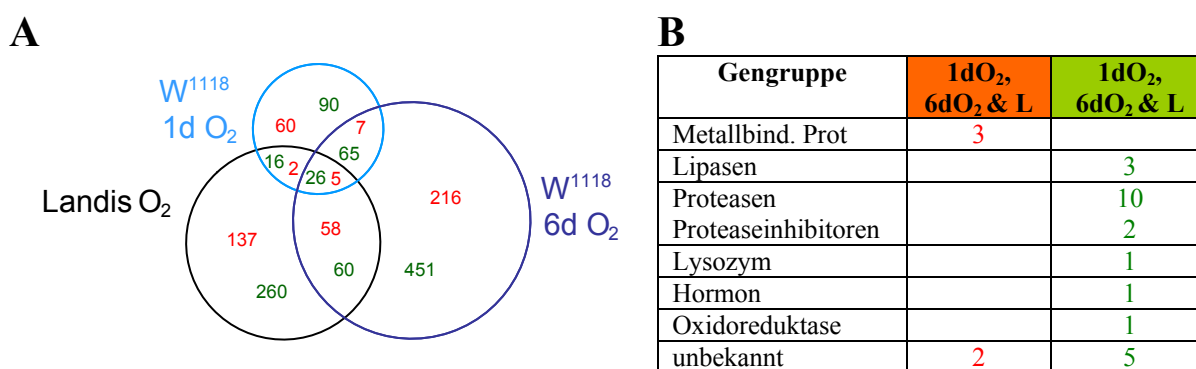 A
W1118
1d O2
90
60
7
65
16
2
26
5
Landis O2
216
W1118
6d O2
58
137
60
451
260
B
Gengruppe 1dO2, 6dO2 & L 1dO2, 6dO2 & L
Metallbind. Prot 3
Lipasen 3
Proteasen 10
Proteaseinhibitoren 2
Lysozym 1
Hormon 1
Oxidoreduktase 1
unbekannt 2 5